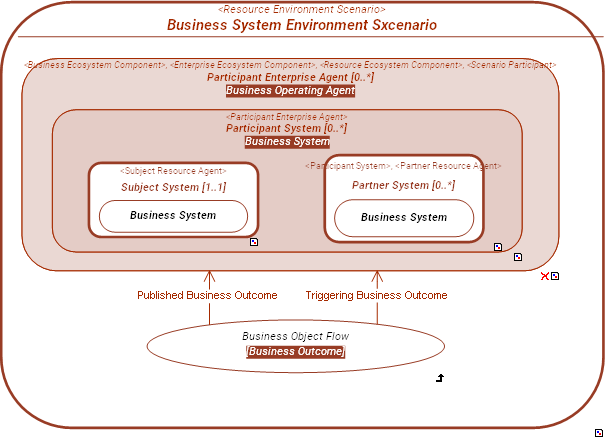 <Resource Environment Scenario>
Business System Environment Sxcenario
<Business Ecosystem Component>, <Enterprise Ecosystem Component>, <Resource Ecosystem Component>, <Scenario Participant>
Participant Enterprise Agent [0..*]
Business Operating Agent
<Participant Enterprise Agent>
Participant System [0..*]
Business System
<Subject Resource Agent>
Subject System [1..1]
Business System
<Participant System>, <Partner Resource Agent>
Partner System [0..*]
Business System
Published Business Outcome
Triggering Business Outcome
Business Object Flow
[Business Outcome]